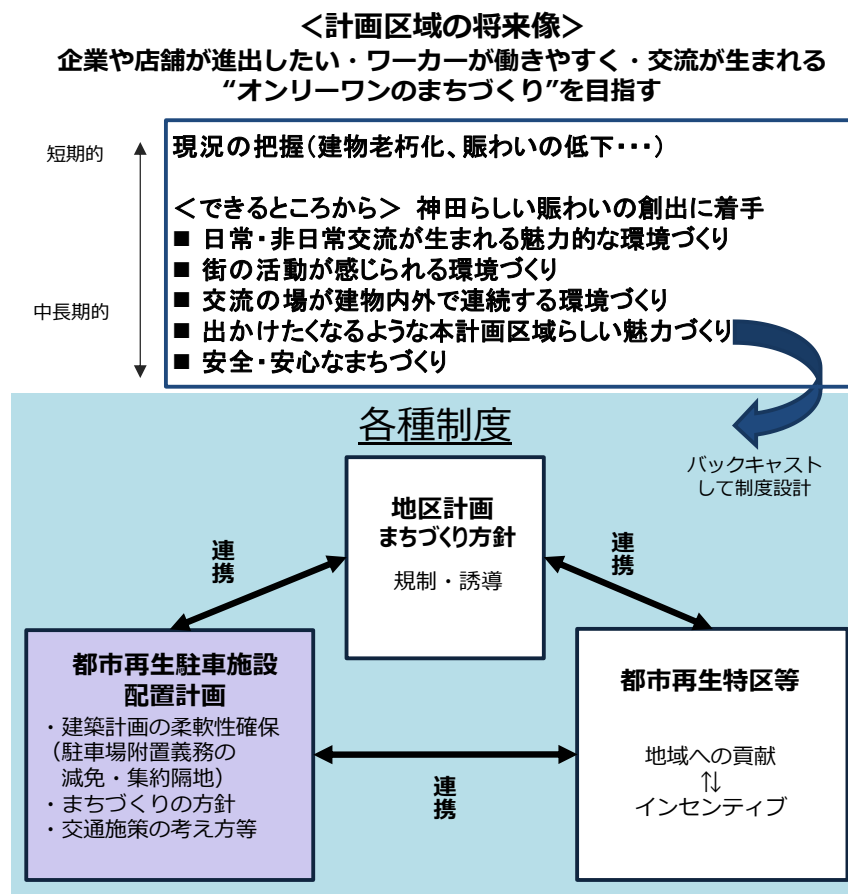 ＜計画区域の将来像＞
企業や店舗が進出したい・ワーカーが働きやすく・交流が生まれる
“オンリーワンのまちづくり”を目指す
短期的
中長期的
現況の把握（建物老朽化、賑わいの低下・・・）
＜できるところから＞ 神田らしい賑わいの創出に着手
■ 日常・非日常交流が生まれる魅力的な環境づくり
■ 街の活動が感じられる環境づくり
■ 交流の場が建物内外で連続する環境づくり
■ 出かけたくなるような本計画区域らしい魅力づくり
■ 安全・安心なまちづくり
各種制度
バックキャスト
して制度設計
地区計画
まちづくり方針
規制・誘導
連携
連携
都市再生駐車施設
配置計画
・建築計画の柔軟性確保
（駐車場附置義務の
減免・集約隔地）
・まちづくりの方針
・交通施策の考え方等
都市再生特区等
地域への貢献
⇅
インセンティブ
連携